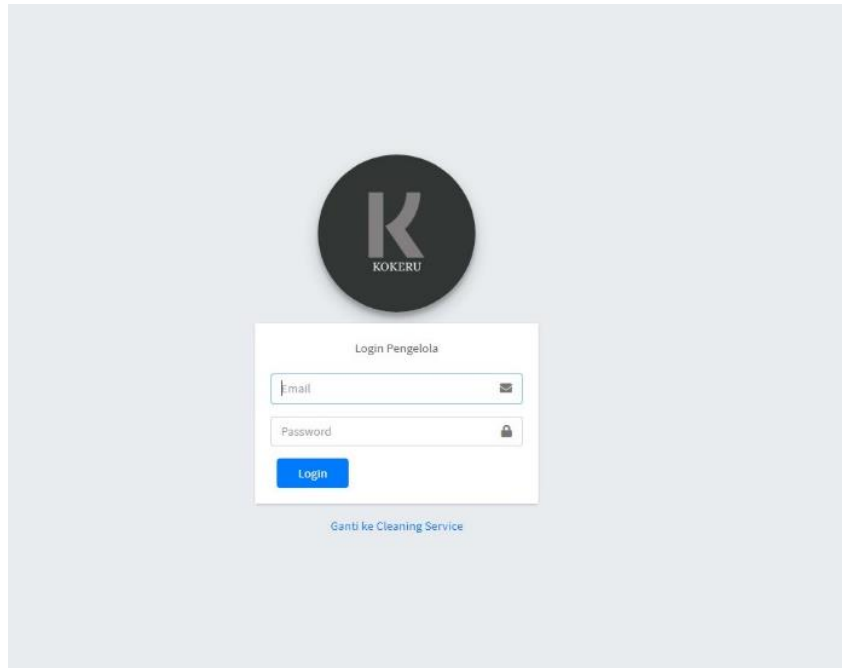 K
KOKERU
Login Pengelola
Email
Password
Login
Ganti ke Cleaning Service